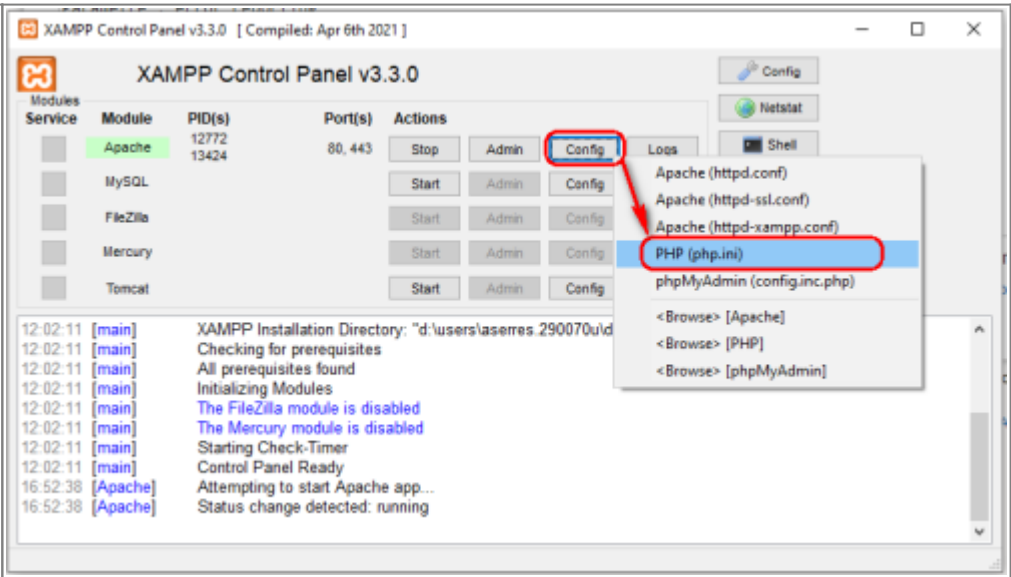 XAMPP Control Panel v3.3.0 [ Compiled: Apr 6th 2021 ]
XAMPP Control Panel v3.3.0
Config
Modules
Netstat
Service Module PID(s) Port(s) Actions
Shell
Apache 12772 13424 80, 443 Stop Admin Config Logs
MySQL Start Admin Config
FileZilla Start Admin Config
Mercury Start Admin Config
Tomcat Start Admin Config
Apache (httpd.conf)
Apache (httpd-ssl.conf)
Apache (httpd-xampp.conf)
PHP (php.ini)
phpMyAdmin (config.inc.php)
<Browse> [Apache]
<Browse> [PHP]
<Browse> [phpMyAdmin]
12:02:11 [main] XAMPP Installation Directory: "d:\users\aserres.290070u\d
12:02:11 [main] Checking for prerequisites
12:02:11 [main] All prerequisites found
12:02:11 [main] Initializing Modules
12:02:11 [main] The FileZilla module is disabled
12:02:11 [main] The Mercury module is disabled
12:02:11 [main] Starting Check-Timer
12:02:11 [main] Control Panel Ready
16:52:38 [Apache] Attempting to start Apache app...
16:52:38 [Apache] Status change detected: running